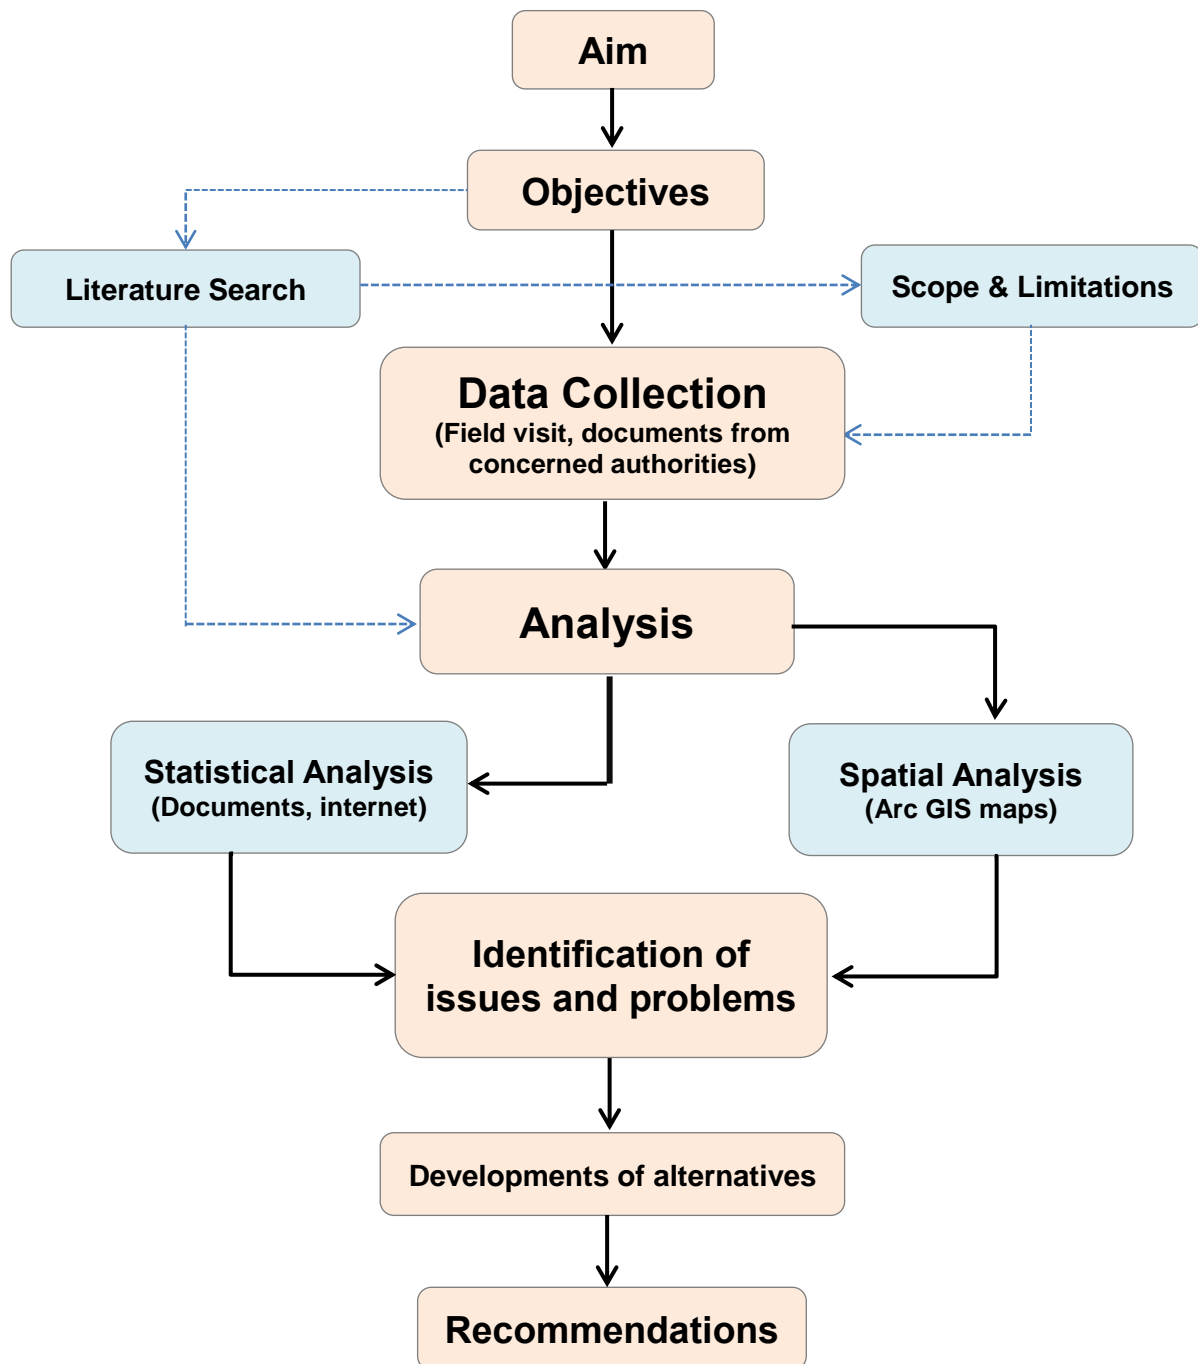 Aim
Objectives
Literature Search
Scope & Limitations
Data Collection
(Field visit, documents from
concerned authorities)
Analysis
Statistical Analysis
(Documents, internet)
Spatial Analysis
(Arc GIS maps)
Identification of
issues and problems
Developments of alternatives
Recommendations